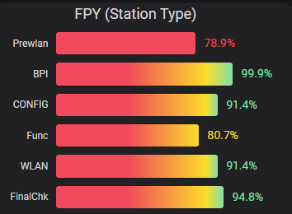 FPY (Station Type)
Prewlan 78.9%
BPI 99.9%
CONFIG 91.4%
Func 80.7%
WLAN 91.4%
FinalChk 94.8%